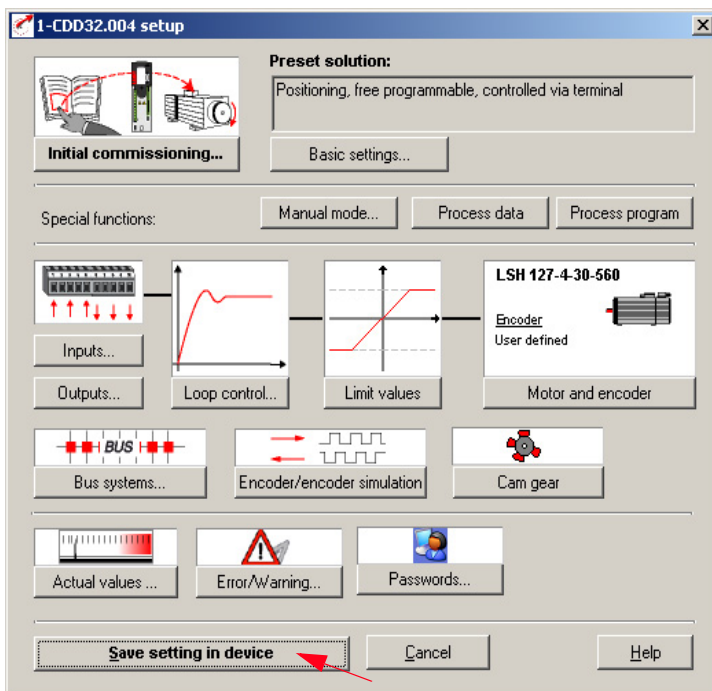 1-CDD32.004 setup
Preset solution:
Positioning, free programmable, controlled via terminal
Initial commissioning...
Basic settings...
Special functions:
Manual mode...
Process data
Process program
LSH 127-4-30-560
Encoder
User defined
Inputs...
Outputs...
Loop control...
Limit values
Motor and encoder
BUS
Bus systems...
Encoder/encoder simulation
Cam gear
Actual values ...
Error/Warning...
Passwords...
Save setting in device
Cancel
Help